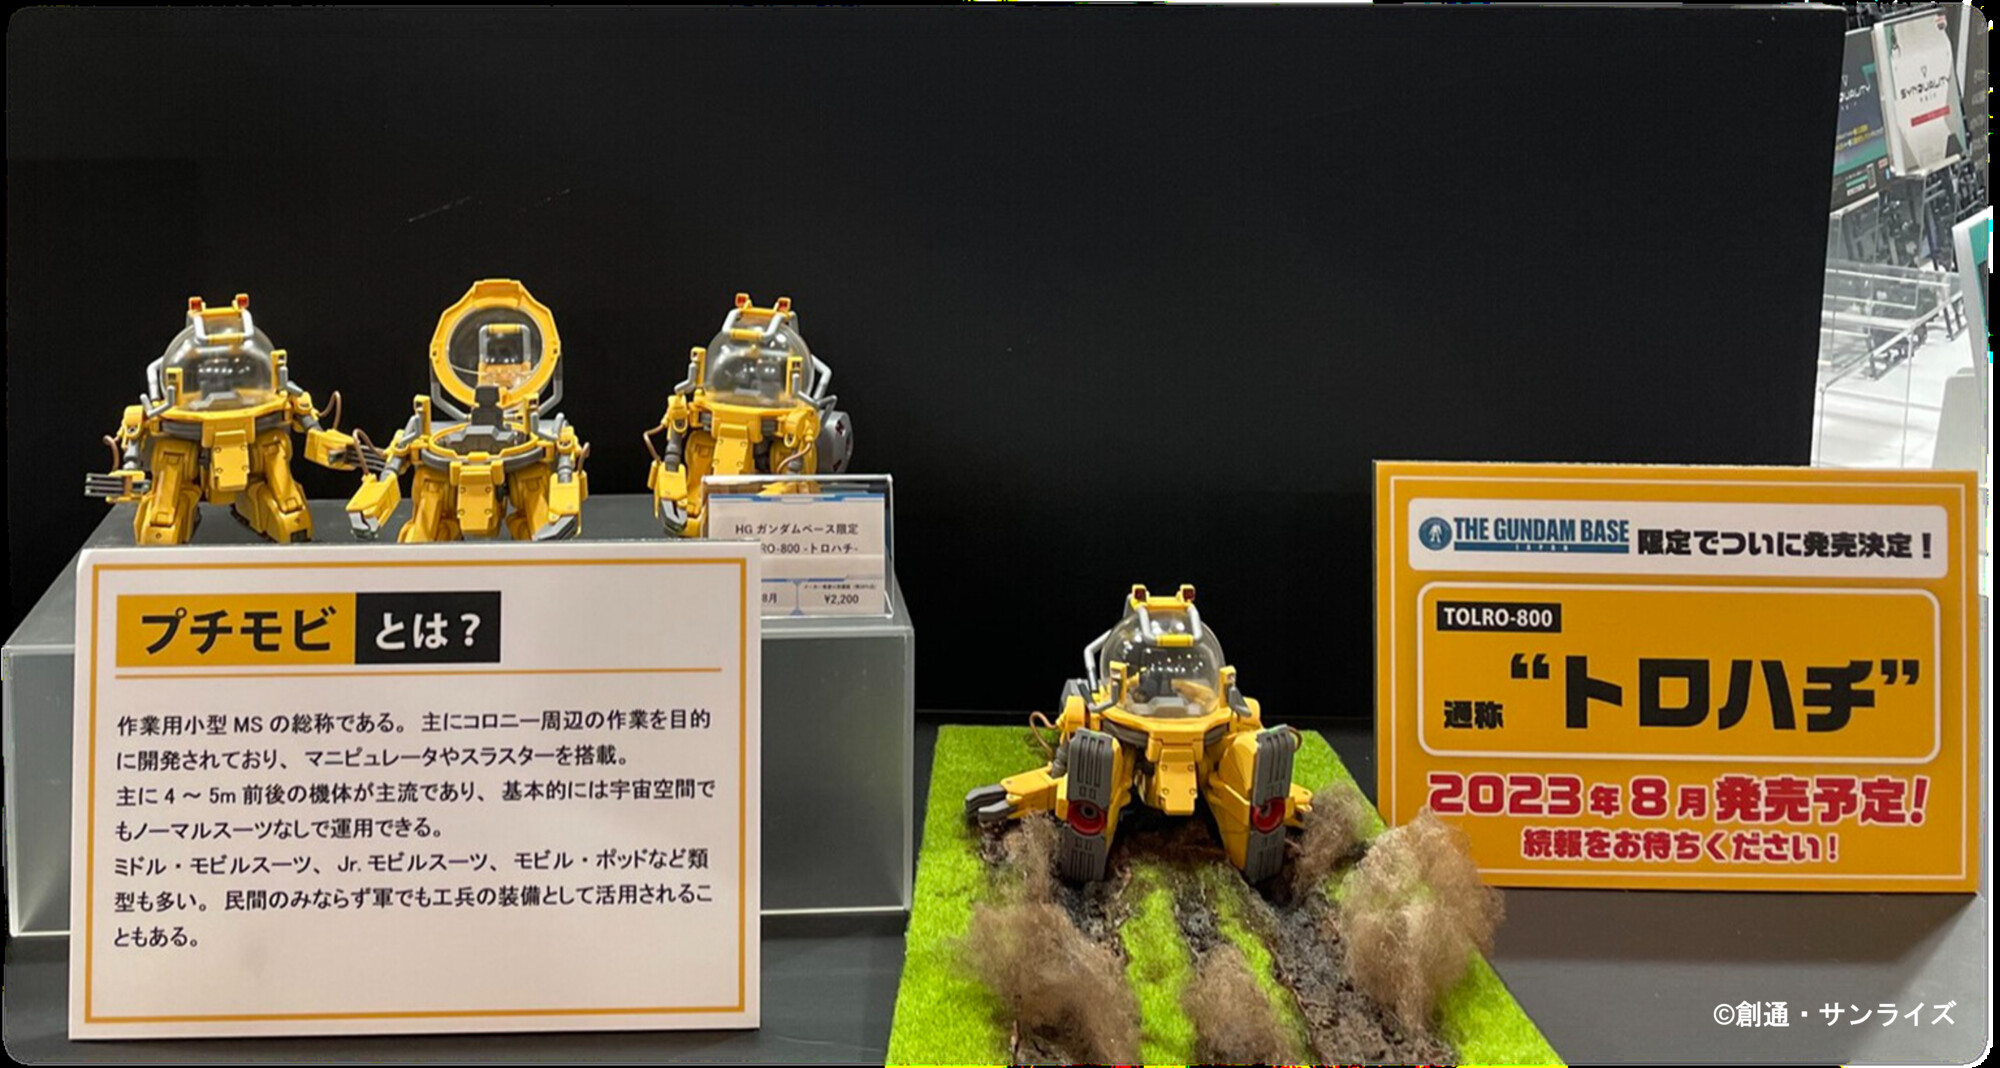 プチモビ とは？
作業用小型 MS の総称である。 主にコロニー周辺の作業を目的
に開発されており、 マニピュレータやスラスターを搭載。
主に 4 ～ 5m 前後の機体が主流であり、 基本的には宇宙空間で
もノーマルスーツなしで運用できる。
ミドル・モビルスーツ、 Jr. モビルスーツ、 モビル・ポッドなど類
型も多い。 民間のみならず軍でも工兵の装備として活用されるこ
ともある。
HG ガンダムベース限定
RO-800 -トロハチ-
8月
¥2,200
THE GUNDAM BASE 限定でついに発売決定！
JAPAN
TOLRO-800
通称 “トロハチ”
2023年8月発売予定!
続報をお待ちください!
SYNDUALITY
©創通・サンライズ